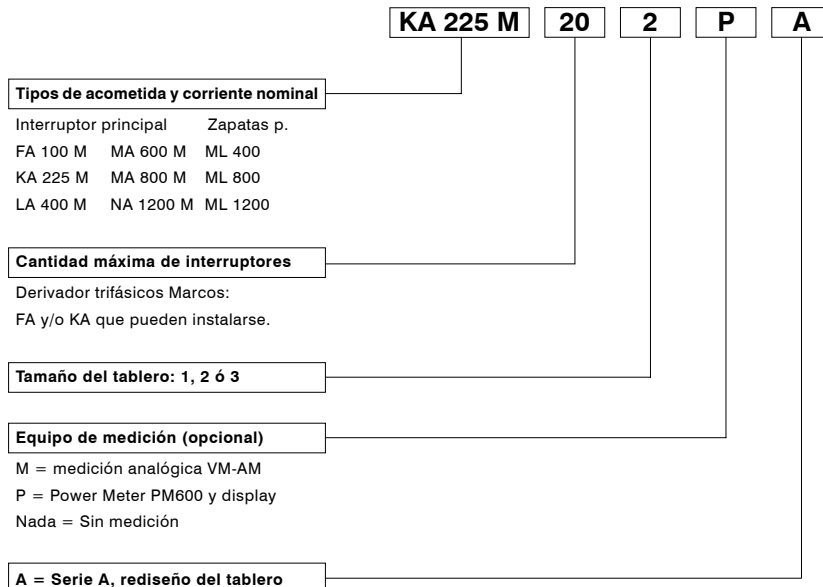 KA 225 M 20 2 P A
Tipos de acometida y corriente nominal
Interruptor principal Zapatas p.
FA 100 M MA 600 M ML 400
KA 225 M MA 800 M ML 800
LA 400 M NA 1200 M ML 1200
Cantidad máxima de interruptores
Derivador trifásicos Marcos:
FA y/o KA que pueden instalarse.
Tamaño del tablero: 1, 2 ó 3
Equipo de medición (opcional)
M = medición analógica VM-AM
P = Power Meter PM600 y display
Nada = Sin medición
A = Serie A, rediseño del tablero